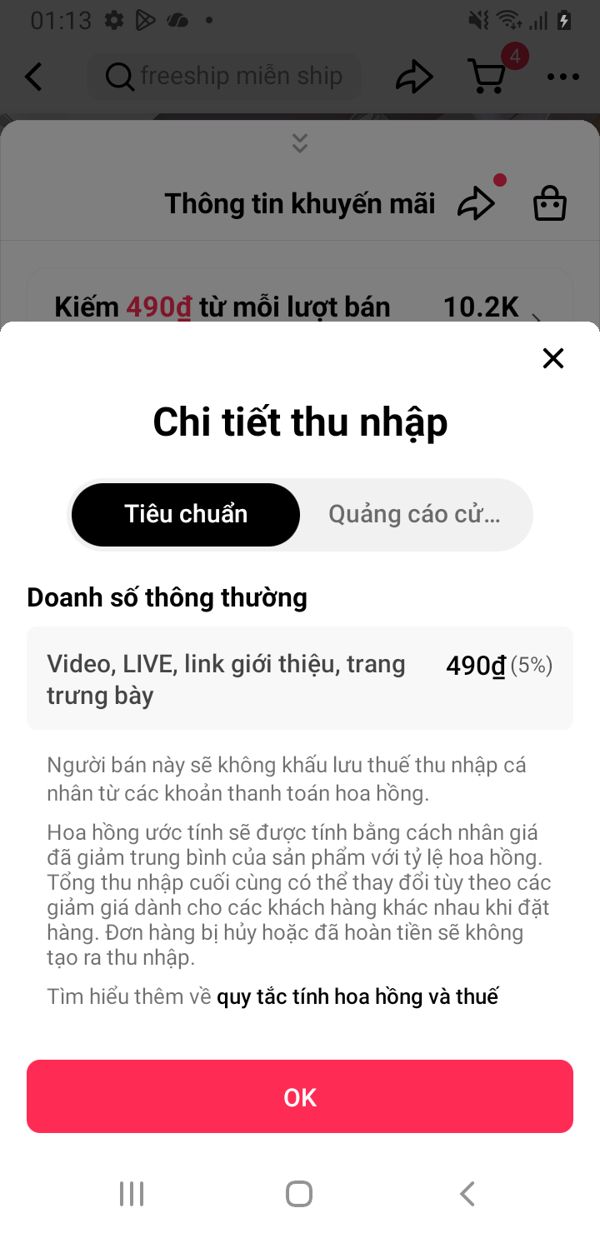 01:13
freeship miễn ship
4
Thông tin khuyến mãi
Kiếm 490₫ từ mỗi lượt bán 10.2K
Chi tiết thu nhập
Tiêu chuẩn Quảng cáo cử...
Doanh số thông thường
Video, LIVE, link giới thiệu, trang 490₫ (5%)
trưng bày
Người bán này sẽ không khấu lưu thuế thu nhập cá
nhân từ các khoản thanh toán hoa hồng.
Hoa hồng ước tính sẽ được tính bằng cách nhân giá
đã giảm trung bình của sản phẩm với tỷ lệ hoa hồng.
Tổng thu nhập cuối cùng có thể thay đổi tùy theo các
giảm giá dành cho các khách hàng khác nhau khi đặt
hàng. Đơn hàng bị hủy hoặc đã hoàn tiền sẽ không
tạo ra thu nhập.
Tìm hiểu thêm về quy tắc tính hoa hồng và thuế
OK